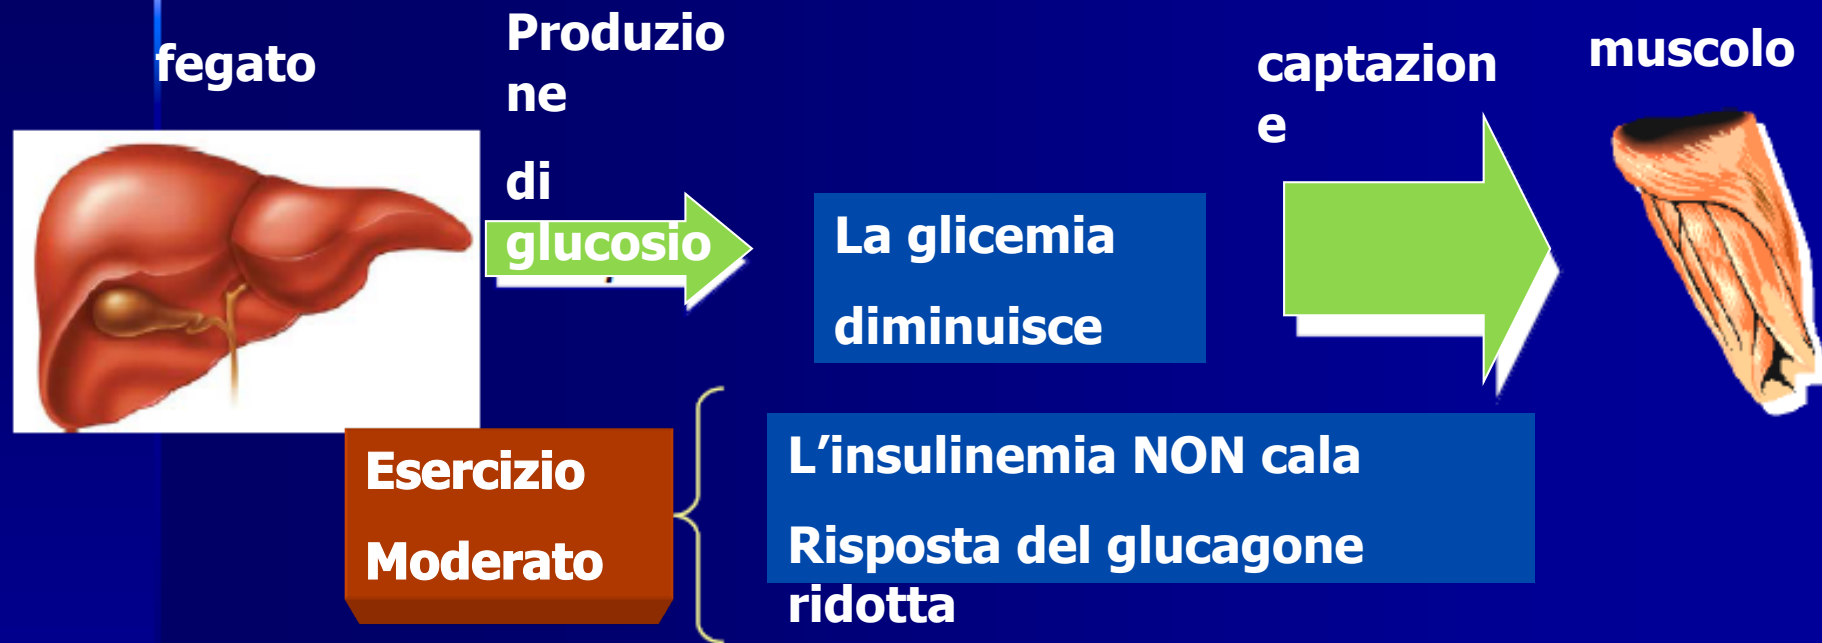 fegato
Produzio
ne
di
glucosio
captazion
e
muscolo
La glicemia
diminuisce
Esercizio
Moderato
L’insulinemia NON cala
Risposta del glucagone
ridotta